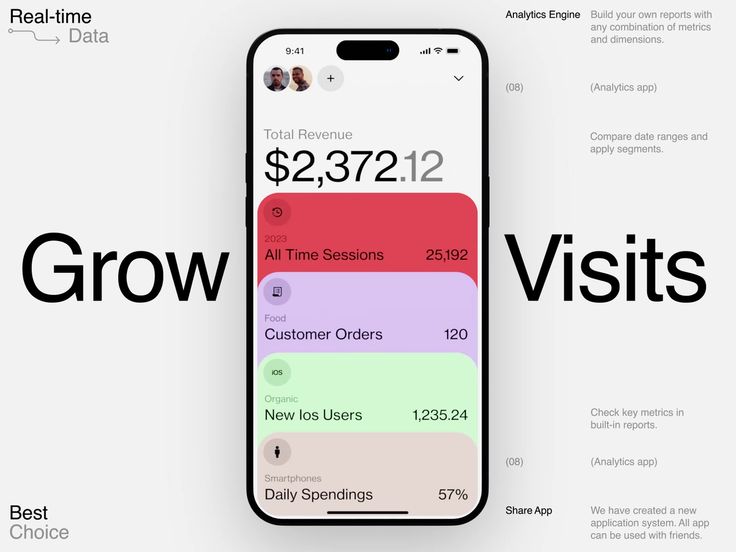 Real-time
Data
Analytics Engine
Build your own reports with
any combination of metrics
and dimensions.
(08)
(Analytics app)
Compare date ranges and
apply segments.
9:41
+
Total Revenue
$2,372.12
2023
All Time Sessions 25,192
Food
Customer Orders 120
iOS
Organic
New Ios Users 1,235.24
Smartphones
Daily Spendings 57%
Grow
Visits
Check key metrics in
built-in reports.
(08)
(Analytics app)
Best
Choice
Share App
We have created a new
application system. All app
can be used with friends.